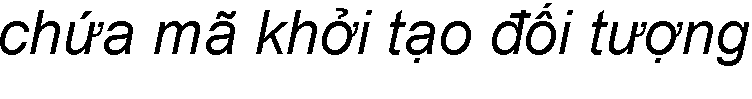 chứa mã khởi tạo đối tượng